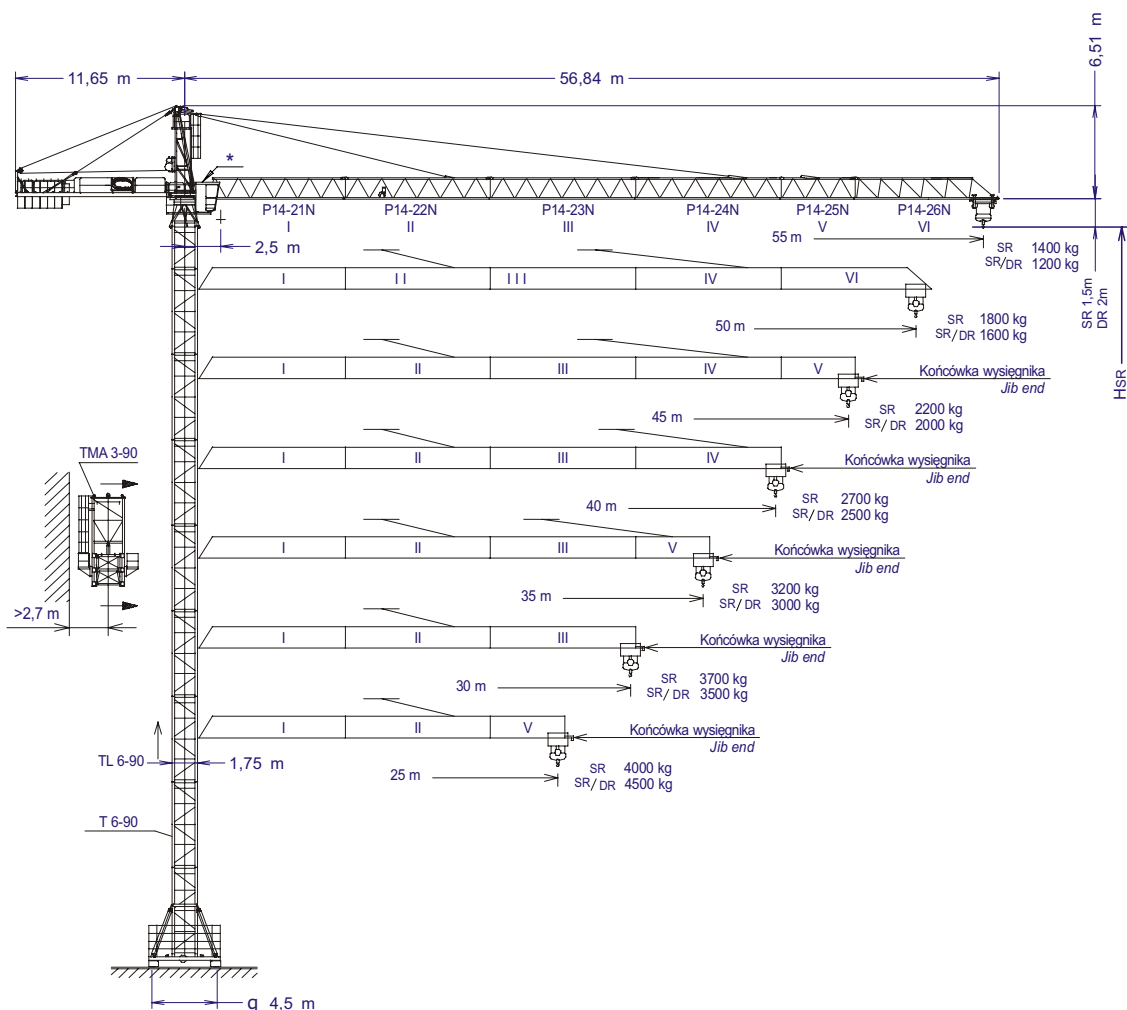 6,51 m
11,65 m
56,84 m
*
P14-21N P14-22N P14-23N P14-24N P14-25N P14-26N
I II III IV V VI
2,5 m
55 m
SR 1400 kg
SR/DR 1200 kg
SR 1,5m
DR 2m
HSR
I II III IV VI
50 m
SR 1800 kg
SR/DR 1600 kg
I II III IV V
Końcówka wysięgnika
Jib end
45 m
SR 2200 kg
SR/DR 2000 kg
TMA 3-90
I II III IV
Końcówka wysięgnika
Jib end
40 m
SR 2700 kg
SR/DR 2500 kg
I II III V
Końcówka wysięgnika
Jib end
35 m
SR 3200 kg
SR/DR 3000 kg
>2,7 m
I II III
Końcówka wysięgnika
Jib end
30 m
SR 3700 kg
SR/DR 3500 kg
I II V
Końcówka wysięgnika
Jib end
TL 6-90
1,75 m
25 m
SR 4000 kg
SR/DR 4500 kg
T 6-90
q 4,5 m